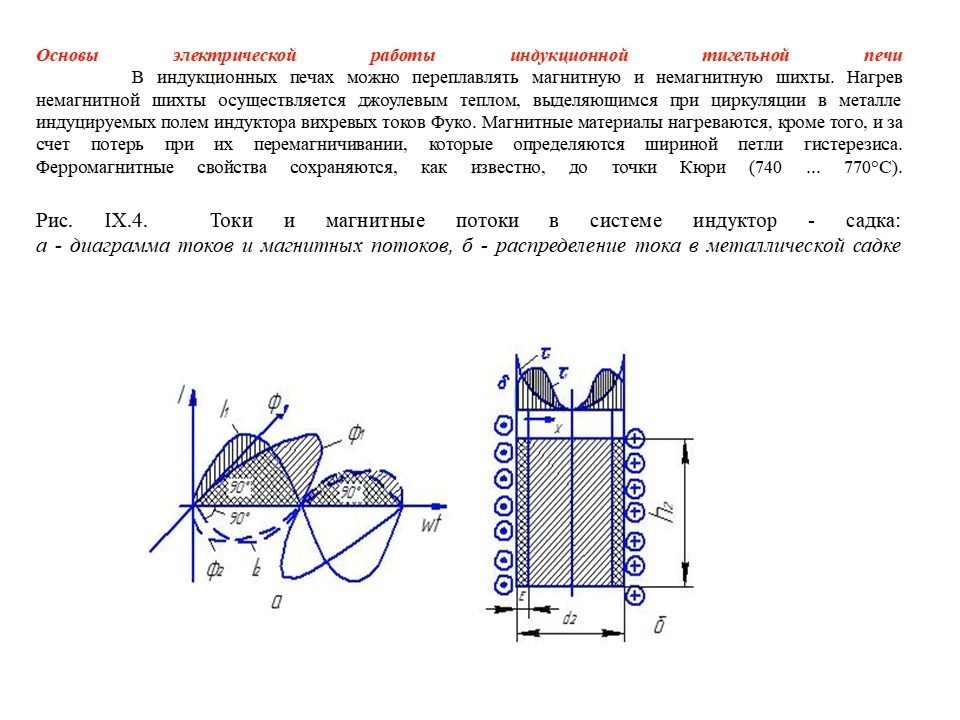 Основы электрической работы индукционной тигельной печи
В индукционных печах можно переплавлять магнитную и немагнитную шихты. Нагрев
немагнитной шихты осуществляется джоулевым теплом, выделяющимся при циркуляции в металле
индуцируемых полем индуктора вихревых токов Фуко. Магнитные материалы нагреваются, кроме того, и за
счет потерь при их перемагничивании, которые определяются шириной петли гистерезиса.
Ферромагнитные свойства сохраняются, как известно, до точки Кюри (740 ... 770°С).
Рис. IX.4. Токи и магнитные потоки в системе индуктор - садка:
а - диаграмма токов и магнитных потоков, б - распределение тока в металлической садке
I
I1
Ф
Ф1
90°
90°
90°
wt
Ф2
I2
а
δ
τ
τ
x
h2
E
d2
б